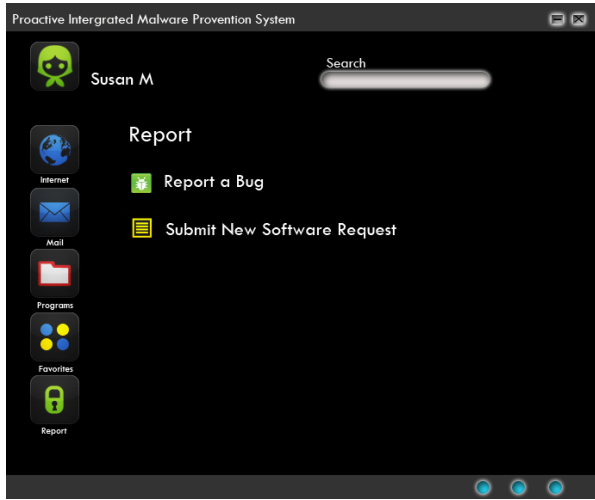 Proactive Intergrated Malware Provention System
Susan M
Search
Report
Report a Bug
Submit New Software Request
Internet
Mail
Programs
Favorites
Report